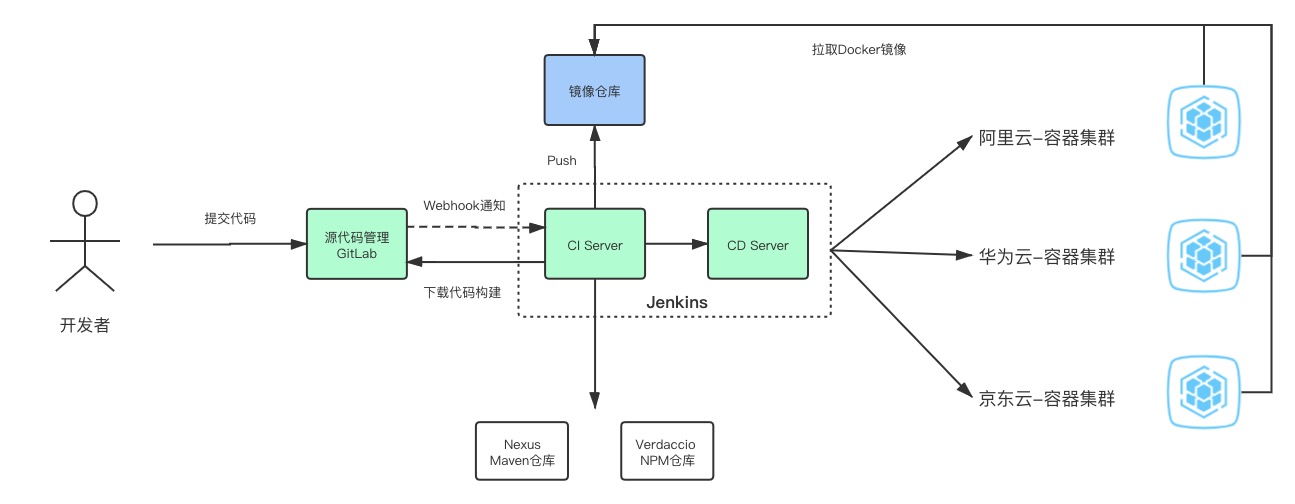 拉取Docker镜像
镜像仓库
Push
阿里云-容器集群
提交代码
Webhook通知
源代码管理
GitLab
CI Server
CD Server
华为云-容器集群
下载代码构建
Jenkins
开发者
京东云-容器集群
Nexus
Maven仓库
Verdaccio
NPM仓库